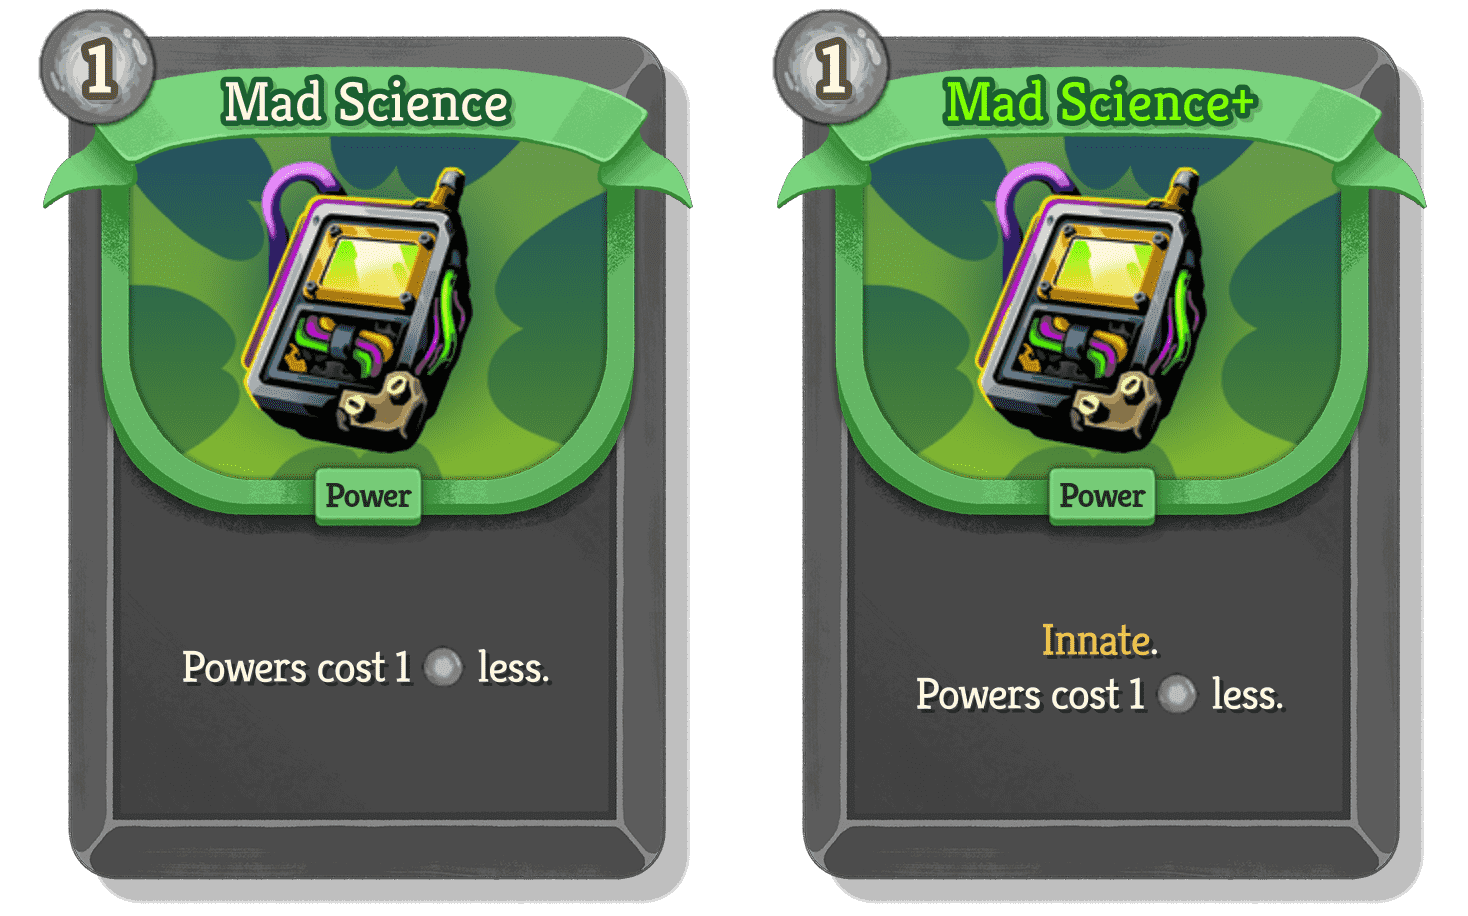 1
Mad Science
Power
Powers cost 1 less.
1
Mad Science+
Power
Innate.
Powers cost 1 less.